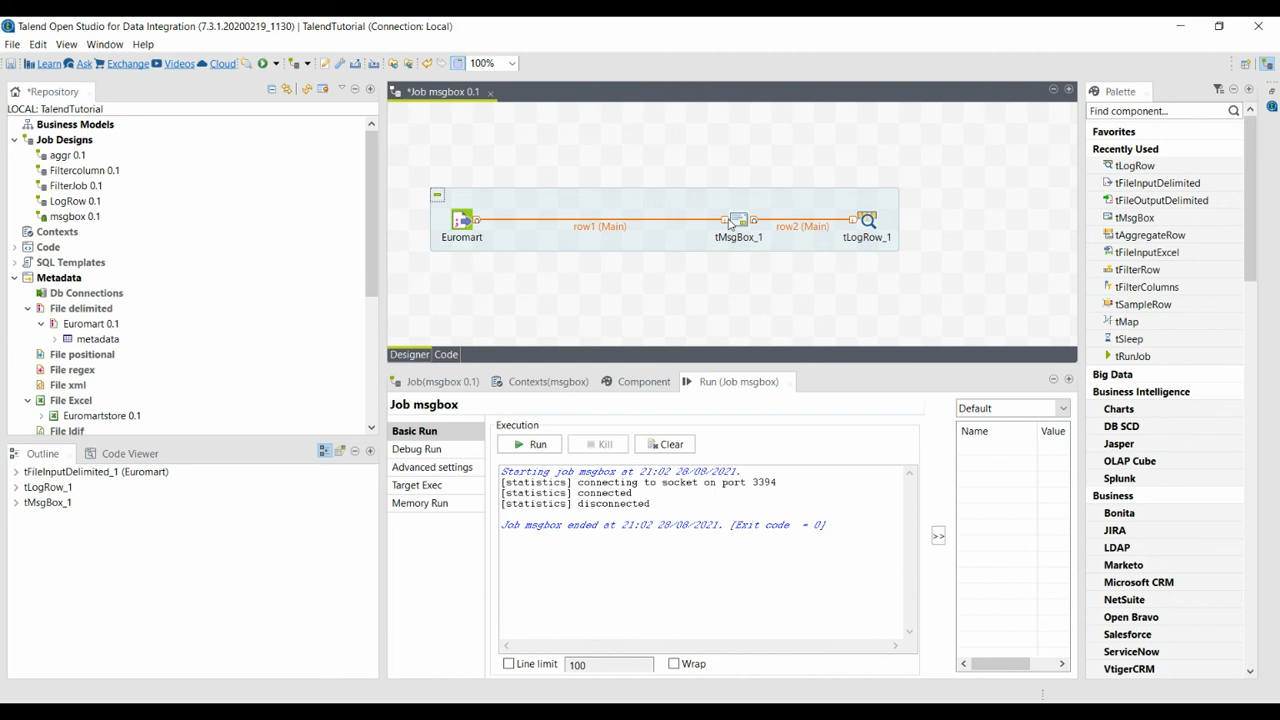 Talend Open Studio for Data Integration (7.3.1.20200219_1130) | TalendTutorial (Connection: Local)
File Edit View Window Help
Learn Ask Exchange Videos Cloud 100%
*Repository
LOCAL: TalendTutorial
Business Models
Job Designs
aggr 0.1
Filtercolumn 0.1
FilterJob 0.1
LogRow 0.1
msgbox 0.1
Contexts
Code
SQL Templates
Metadata
Db Connections
File delimited
Euromart 0.1
metadata
File positional
File regex
File xml
File Excel
Euromartstore 0.1
File ldif
Outline Code Viewer
tFileInputDelimited_1 (Euromart)
tLogRow_1
tMsgBox_1
*Job msgbox 0.1
row1 (Main) row2 (Main)
Euromart tMsgBox_1 tLogRow_1
Designer Code
Job(msgbox 0.1) Contexts(msgbox) Component Run (Job msgbox)
Job msgbox
Basic Run
Debug Run
Advanced settings
Target Exec
Memory Run
Execution
Run Kill Clear
Starting job msgbox at 21:02 28/08/2021.
[statistics] connecting to socket on port 3394
[statistics] connected
[statistics] disconnected
Job msgbox ended at 21:02 28/08/2021. [Exit code = 0]
Line limit 100 Wrap
Default
Name Value
>>
Palette
Find component...
Favorites
Recently Used
tLogRow
tFileInputDelimited
tFileOutputDelimited
tMsgBox
tAggregateRow
tFileInputExcel
tFilterRow
tFilterColumns
tSampleRow
tMap
tSleep
tRunJob
Big Data
Business Intelligence
Charts
DB SCD
Jasper
OLAP Cube
Splunk
Business
Bonita
JIRA
LDAP
Marketo
Microsoft CRM
NetSuite
Open Bravo
Salesforce
ServiceNow
VtigerCRM